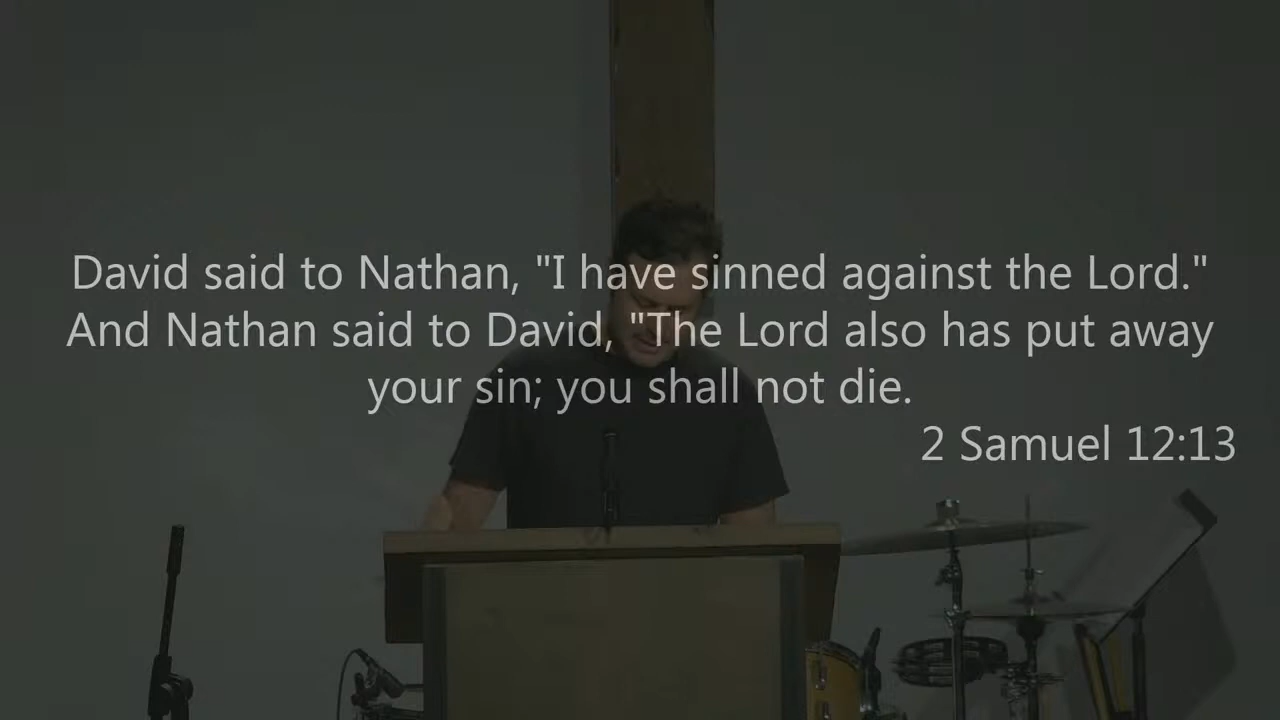 David said to Nathan, "I have sinned against the Lord."
And Nathan said to David, "The Lord also has put away
your sin; you shall not die.
2 Samuel 12:13